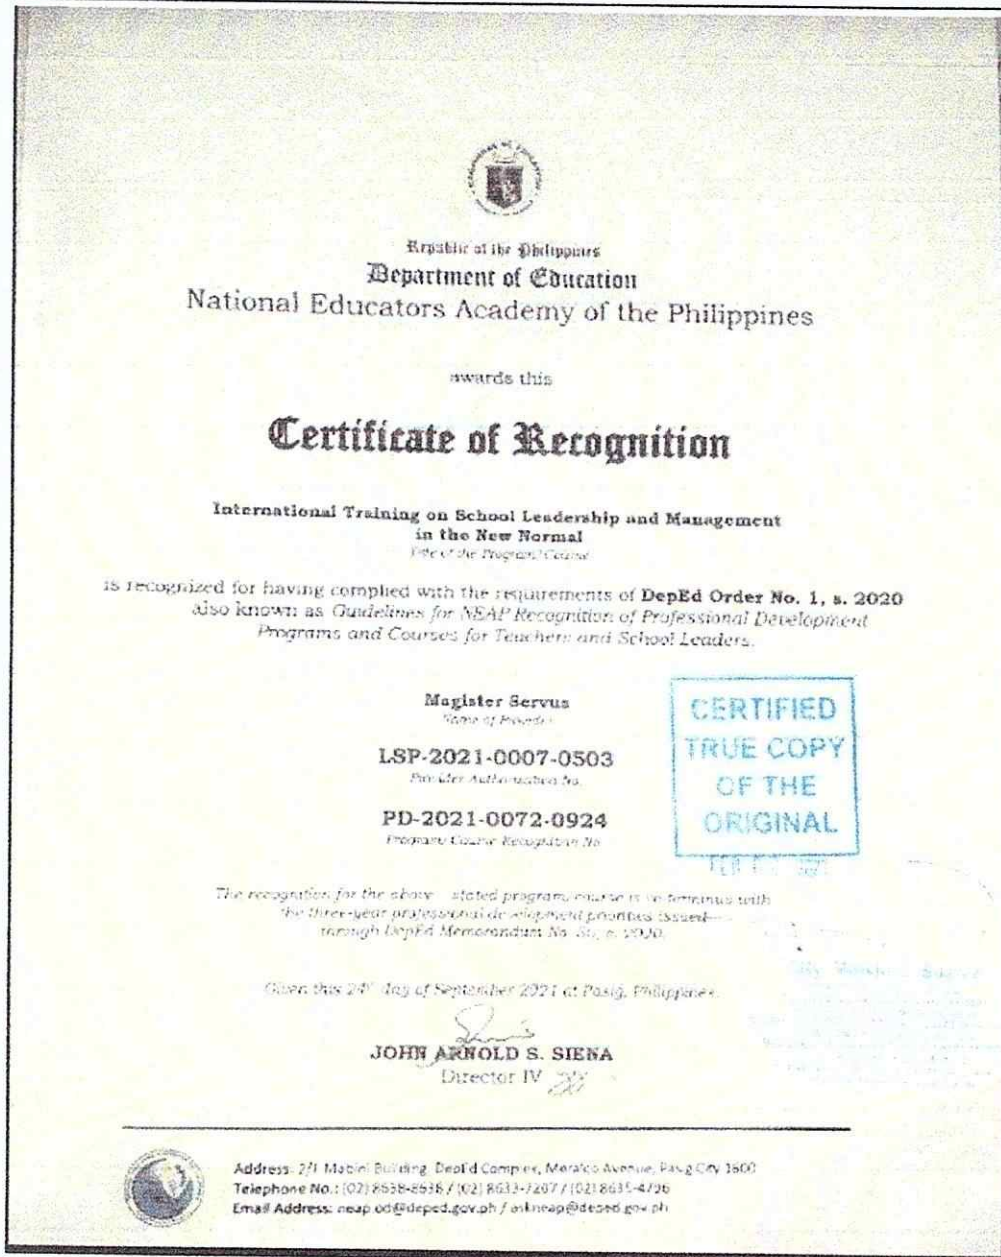 Republic of the Philippines
Department of Education
National Educators Academy of the Philippines
awards this
Certificate of Recognition
International Training on School Leadership and Management
in the New Normal
Title of the Program/Course
is recognized for having complied with the requirements of DepEd Order No. 1, s. 2020
also known as Guidelines for NEAP Recognition of Professional Development
Programs and Courses for Teachers and School Leaders.
Magister Servus
Name of Provider
LSP-2021-0007-0503
Provider Authorization No.
PD-2021-0072-0924
Program/Course Recognition No.
CERTIFIED
TRUE COPY
OF THE
ORIGINAL
The recognition for the above - stated program/course is co-terminus with
the three-year professional development priorities issued
through DepEd Memorandum No. s. 2020.
Given this 24th day of September 2021 at Pasig, Philippines.
JOHN ARNOLD S. SIENA
Director IV
Address: 2/F Mabini Building, DepEd Complex, Meralco Avenue, Pasig City 1600
Telephone No.: (02) 8638-8638 / (02) 8633-7207 / (02) 8635-4796
Email Address: neap.od@deped.gov.ph / askneap@deped.gov.ph